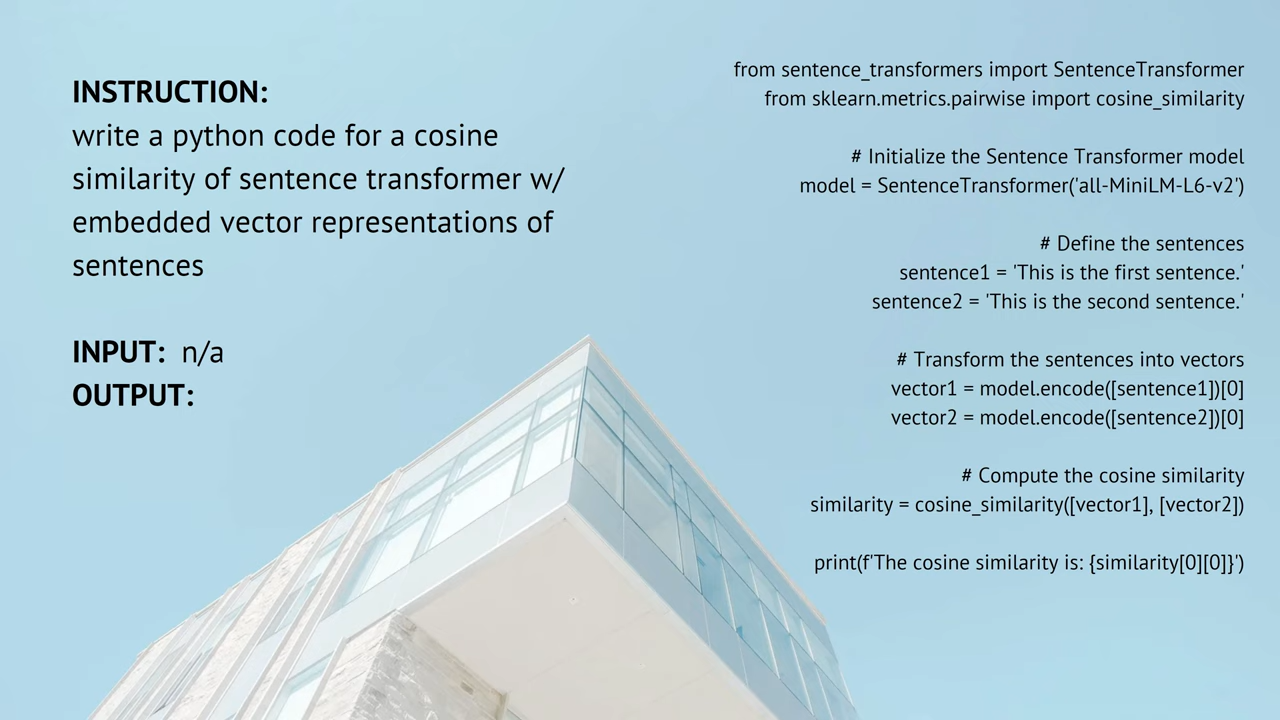 INSTRUCTION:
write a python code for a cosine
similarity of sentence transformer w/
embedded vector representations of
sentences
INPUT: n/a
OUTPUT:
from sentence_transformers import SentenceTransformer
from sklearn.metrics.pairwise import cosine_similarity
# Initialize the Sentence Transformer model
model = SentenceTransformer('all-MiniLM-L6-v2')
# Define the sentences
sentence1 = 'This is the first sentence.'
sentence2 = 'This is the second sentence.'
# Transform the sentences into vectors
vector1 = model.encode([sentence1])[0]
vector2 = model.encode([sentence2])[0]
# Compute the cosine similarity
similarity = cosine_similarity([vector1], [vector2])
print(f'The cosine similarity is: {similarity[0][0]}')